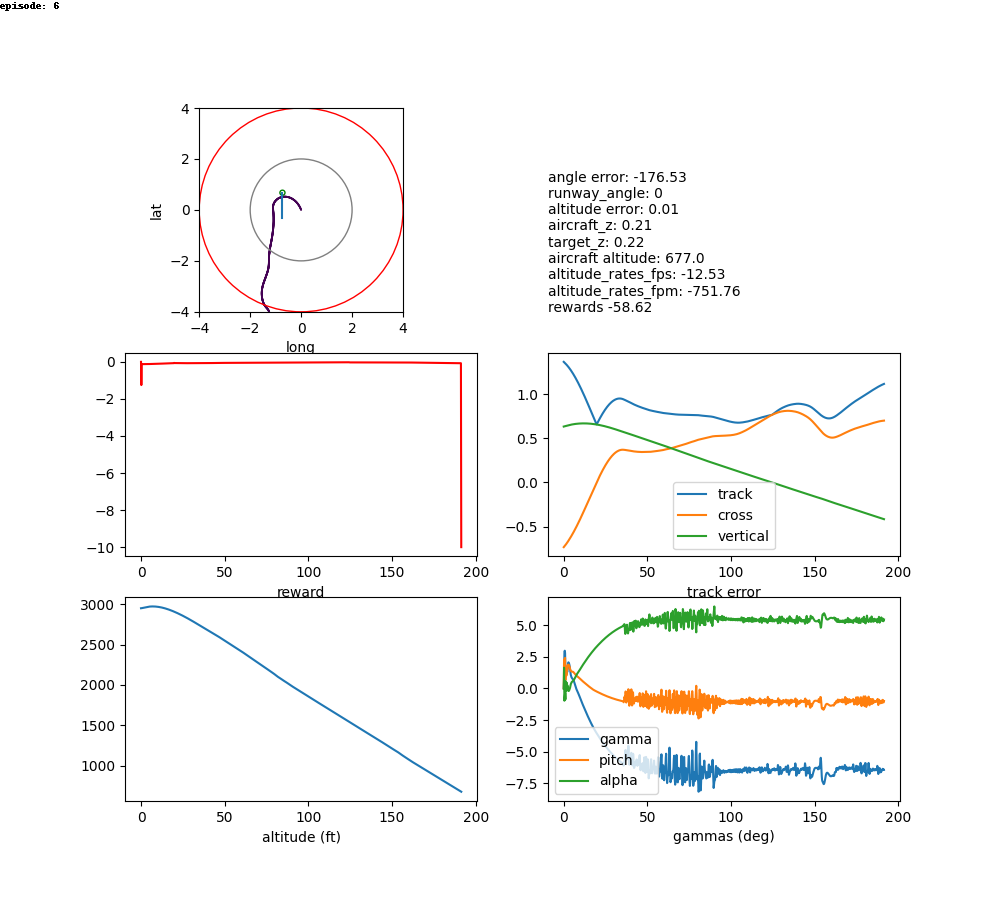 episode: 6
4
2
0
−2
−4
lat
−4 −2 0 2 4
long
angle error: -176.53
runway_angle: 0
altitude error: 0.01
aircraft_z: 0.21
target_z: 0.22
aircraft altitude: 677.0
altitude_rates_fps: -12.53
altitude_rates_fpm: -751.76
rewards -58.62
0
−2
−4
−6
−8
−10
0 50 100 150 200
reward
1.0
0.5
0.0
−0.5
track
cross
vertical
0 50 100 150 200
track error
3000
2500
2000
1500
1000
0 50 100 150 200
altitude (ft)
5.0
2.5
0.0
−2.5
−5.0
−7.5
gamma
pitch
alpha
0 50 100 150 200
gammas (deg)